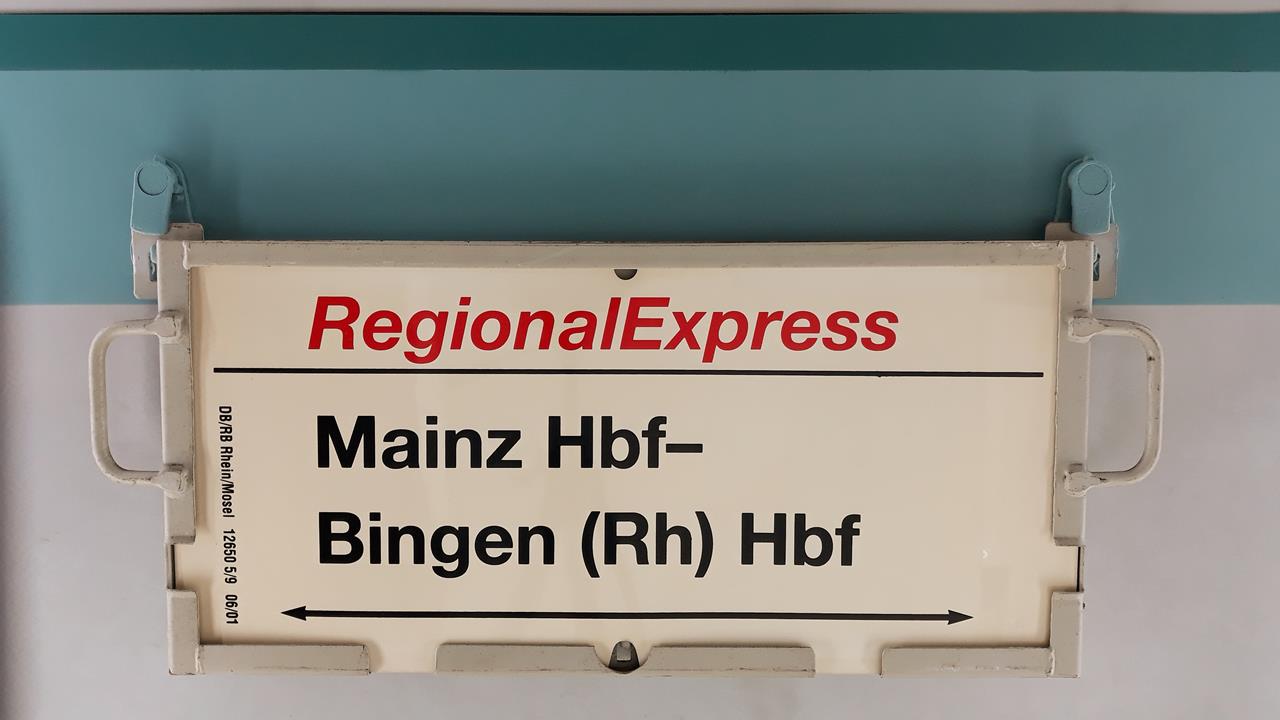 RegionalExpress
Mainz Hbf–
Bingen (Rh) Hbf
DB/RB Rhein/Mosel 12650 5/9 06/01